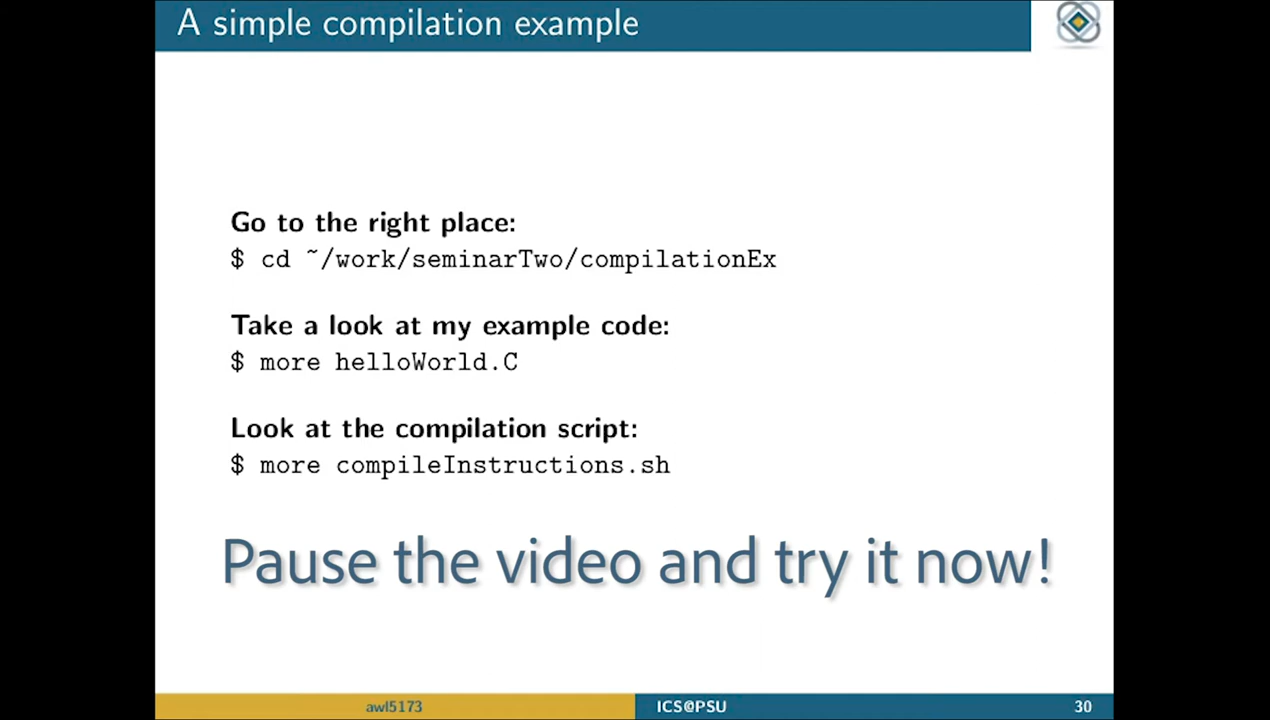 A simple compilation example
Go to the right place:
$ cd ~/work/seminarTwo/compilationEx
Take a look at my example code:
$ more helloWorld.C
Look at the compilation script:
$ more compileInstructions.sh
Pause the video and try it now!
awl5173
ICS@PSU
30